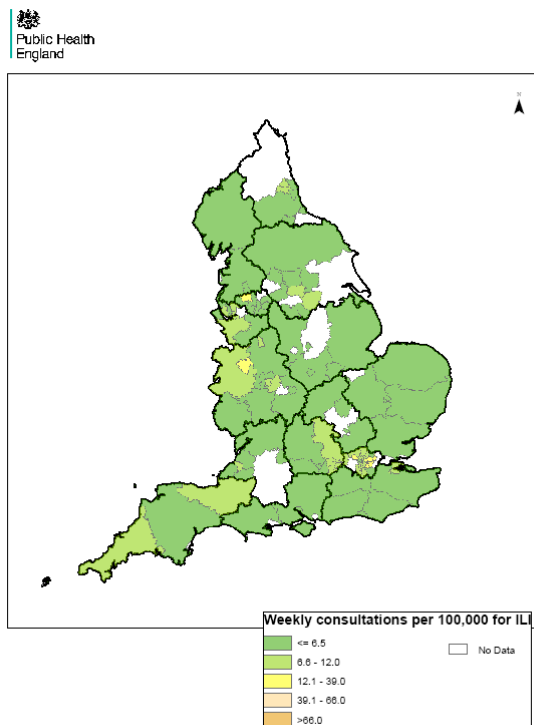 Public Health
England
Weekly consultations per 100,000 for ILI
<= 6.5
6.6 - 12.0
12.1 - 39.0
39.1 - 66.0
>66.0
No Data